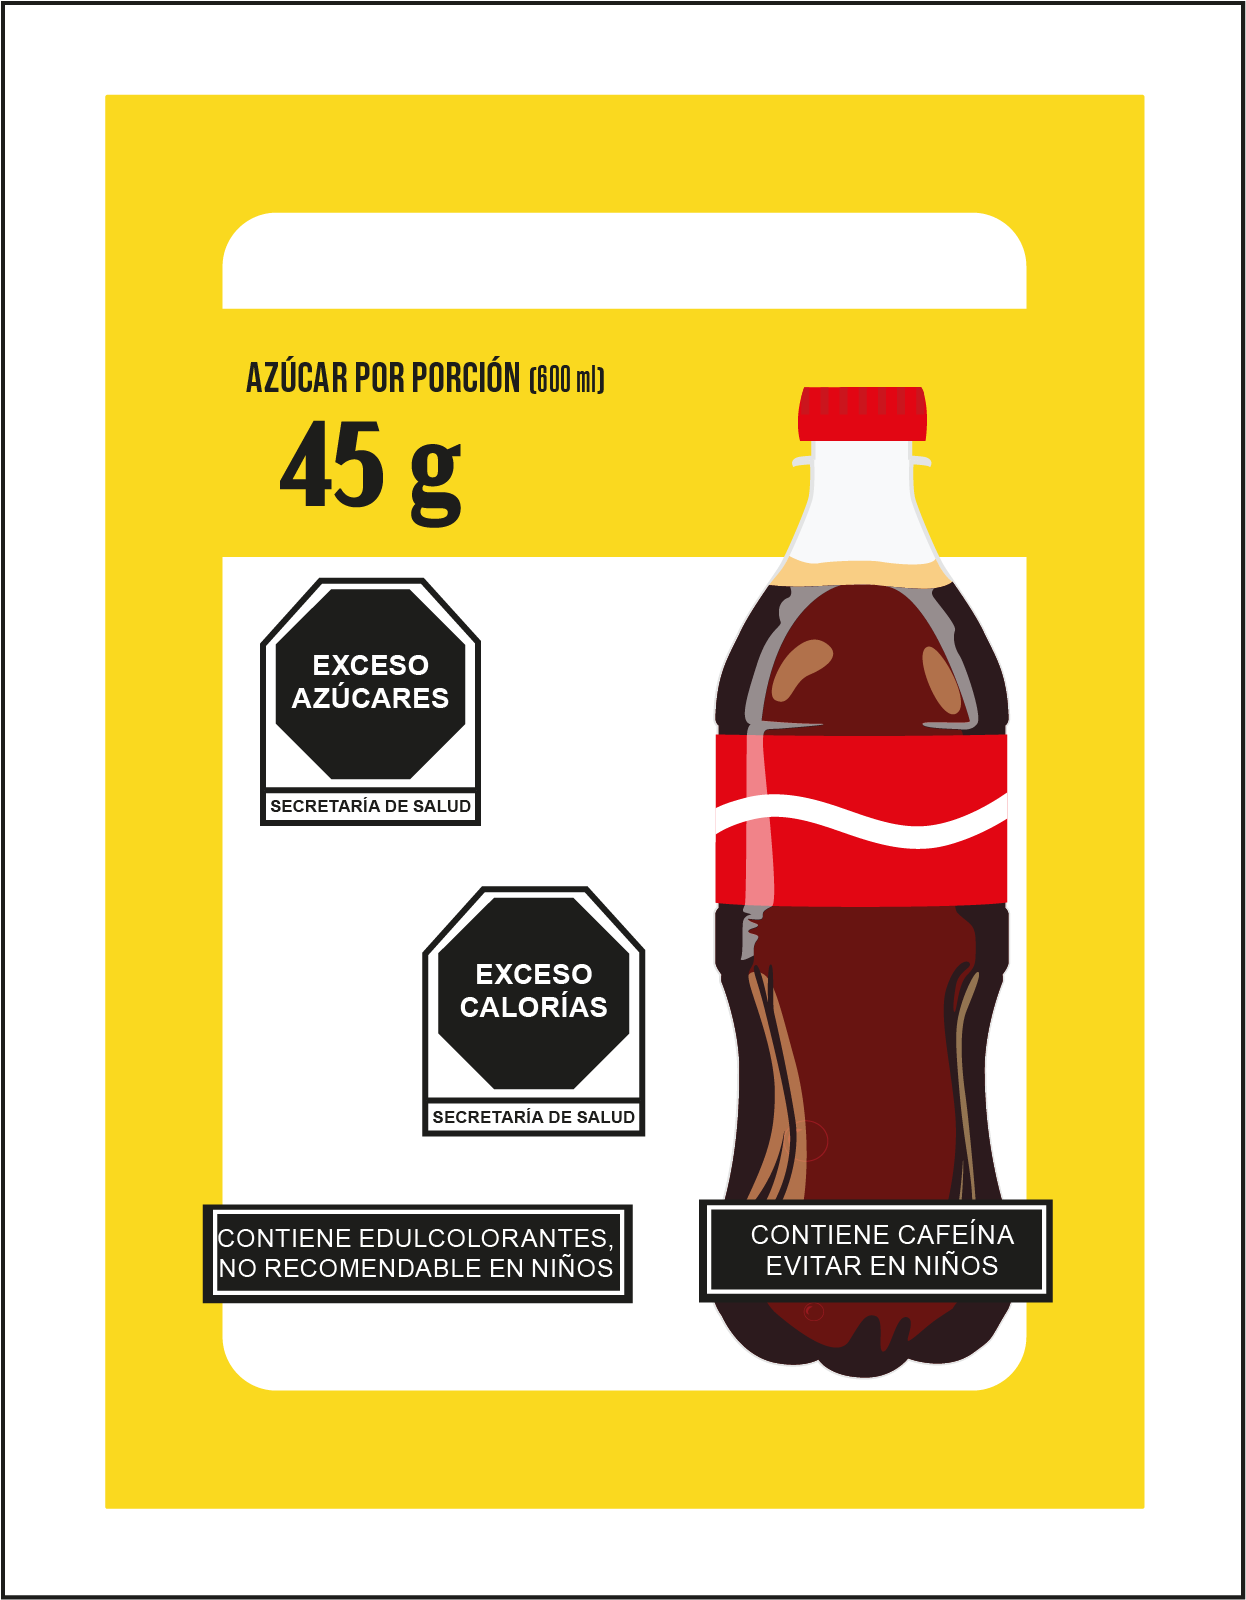 AZÚCAR POR PORCIÓN (600 ml)
45 g
EXCESO
AZÚCARES
SECRETARÍA DE SALUD
EXCESO
CALORÍAS
SECRETARÍA DE SALUD
CONTIENE EDULCOLORANTES,
NO RECOMENDABLE EN NIÑOS
CONTIENE CAFEÍNA
EVITAR EN NIÑOS